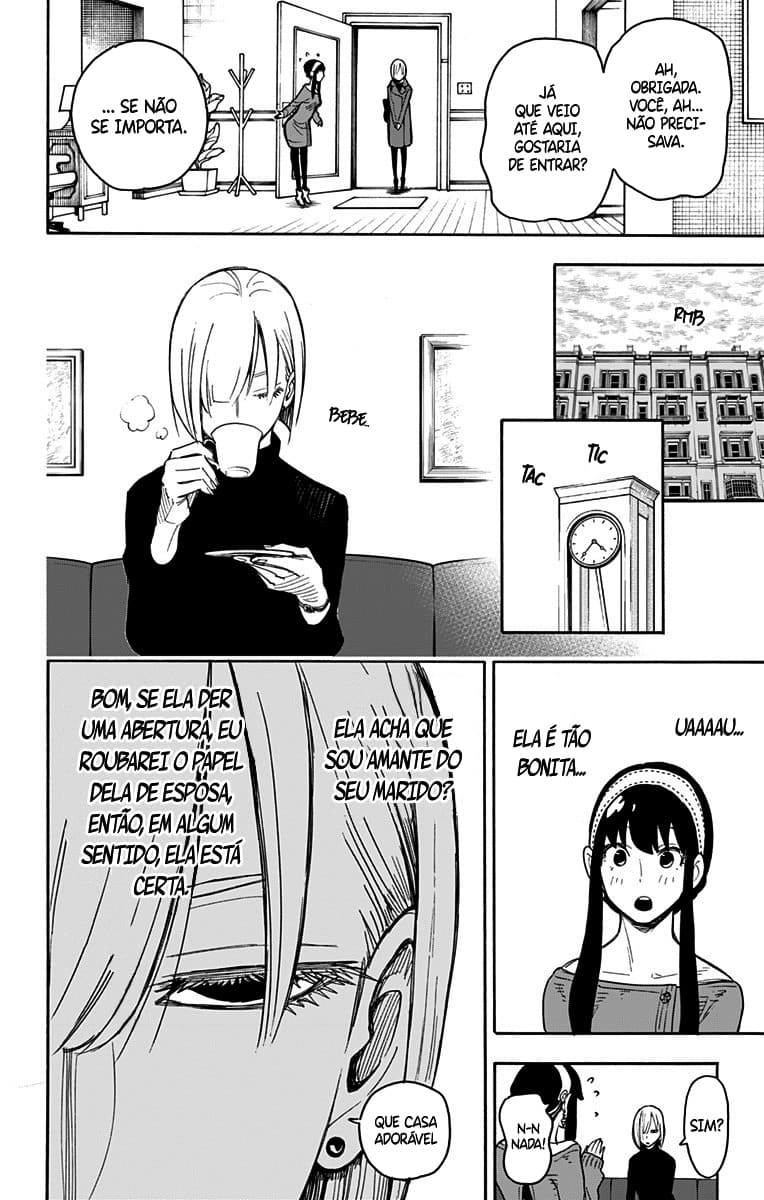 AH,
OBRIGADA.
VOCÊ, AH...
NÃO PRECI-
SAVA.
JÁ
QUE VEIO
ATÉ AQUI,
GOSTARIA
DE ENTRAR?
... SE NÃO
SE IMPORTA.
RMB
TIC
TAC
BEBE.
UAAAAU...
ELA É TÃO
BONITA...
SIM?
N-N
NADA!
ELA ACHA QUE
SOU AMANTE DO
SEU MARIDO?
BOM, SE ELA DER
UMA ABERTURA, EU
ROUBAREI O PAPEL
DELA DE ESPOSA,
ENTÃO, EM ALGUM
SENTIDO, ELA ESTÁ
CERTA.
QUE CASA
ADORÁVEL